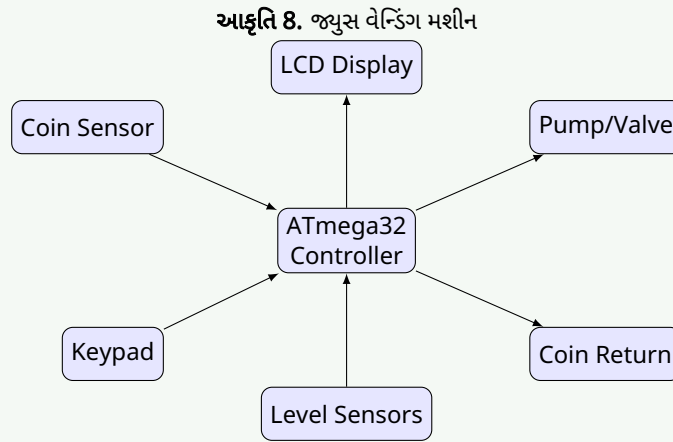 આકૃતિ 8. જ્યુસ વેન્ડિંગ મશીન
LCD Display
Coin Sensor
Pump/Valve
ATmega32
Controller
Keypad
Coin Return
Level Sensors